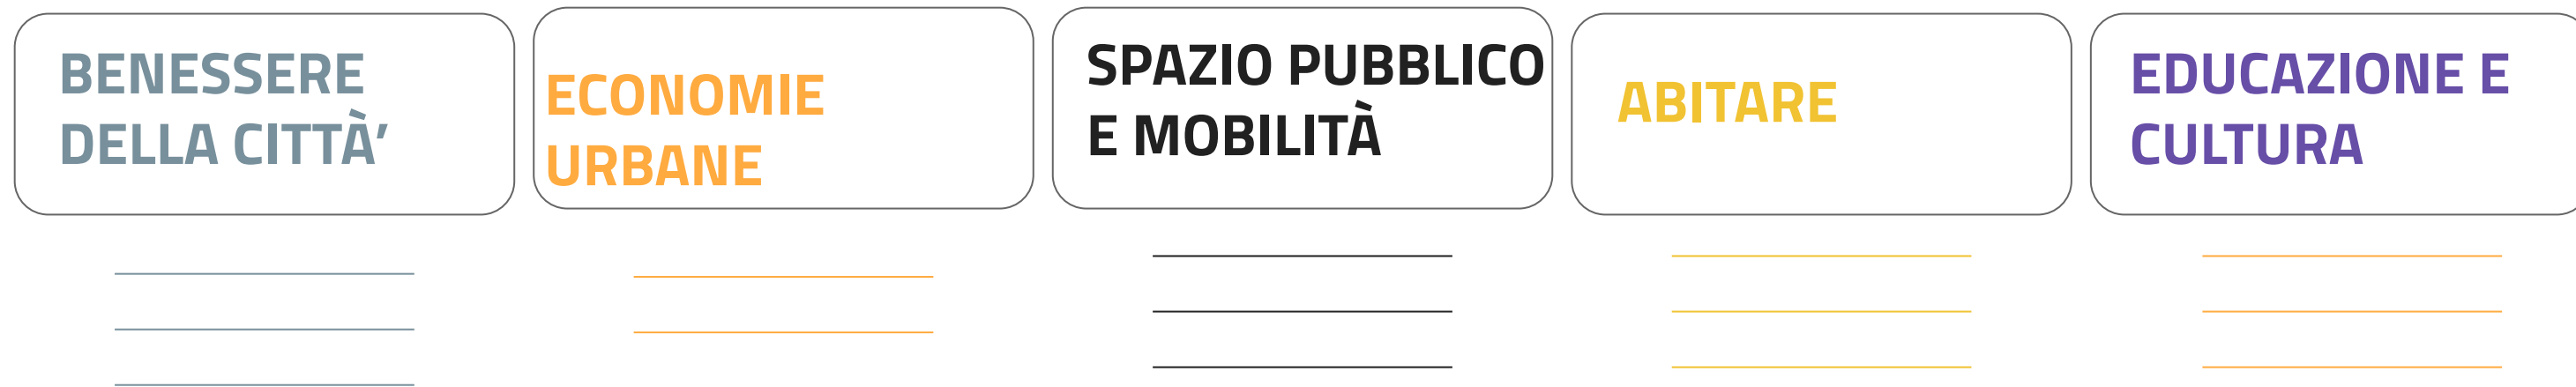 BENESSERE
DELLA CITTÀ’
ECONOMIE
URBANE
SPAZIO PUBBLICO
E MOBILITÀ
ABITARE
EDUCAZIONE E
CULTURA